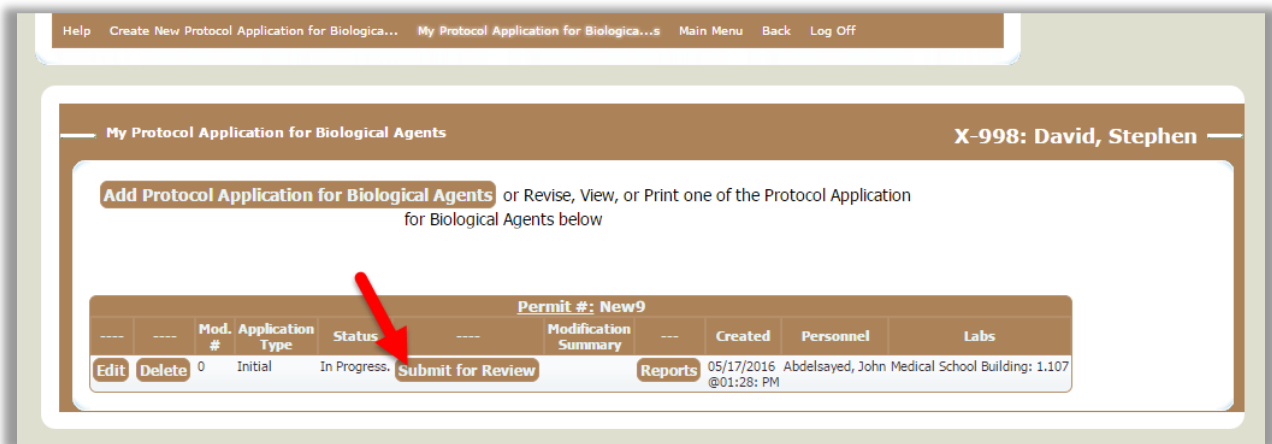 Help Create New Protocol Application for Biologica... My Protocol Application for Biologica...s Main Menu Back Log Off
My Protocol Application for Biological Agents
X-998: David, Stephen
Add Protocol Application for Biological Agents or Revise, View, or Print one of the Protocol Application
for Biological Agents below
Permit #: New9
---- ---- Mod. # Application Type Status ---- Modification Summary --- Created Personnel Labs
Edit Delete 0 Initial In Progress. Submit for Review Reports 05/17/2016 @01:28: PM Abdelsayed, John Medical School Building: 1.107